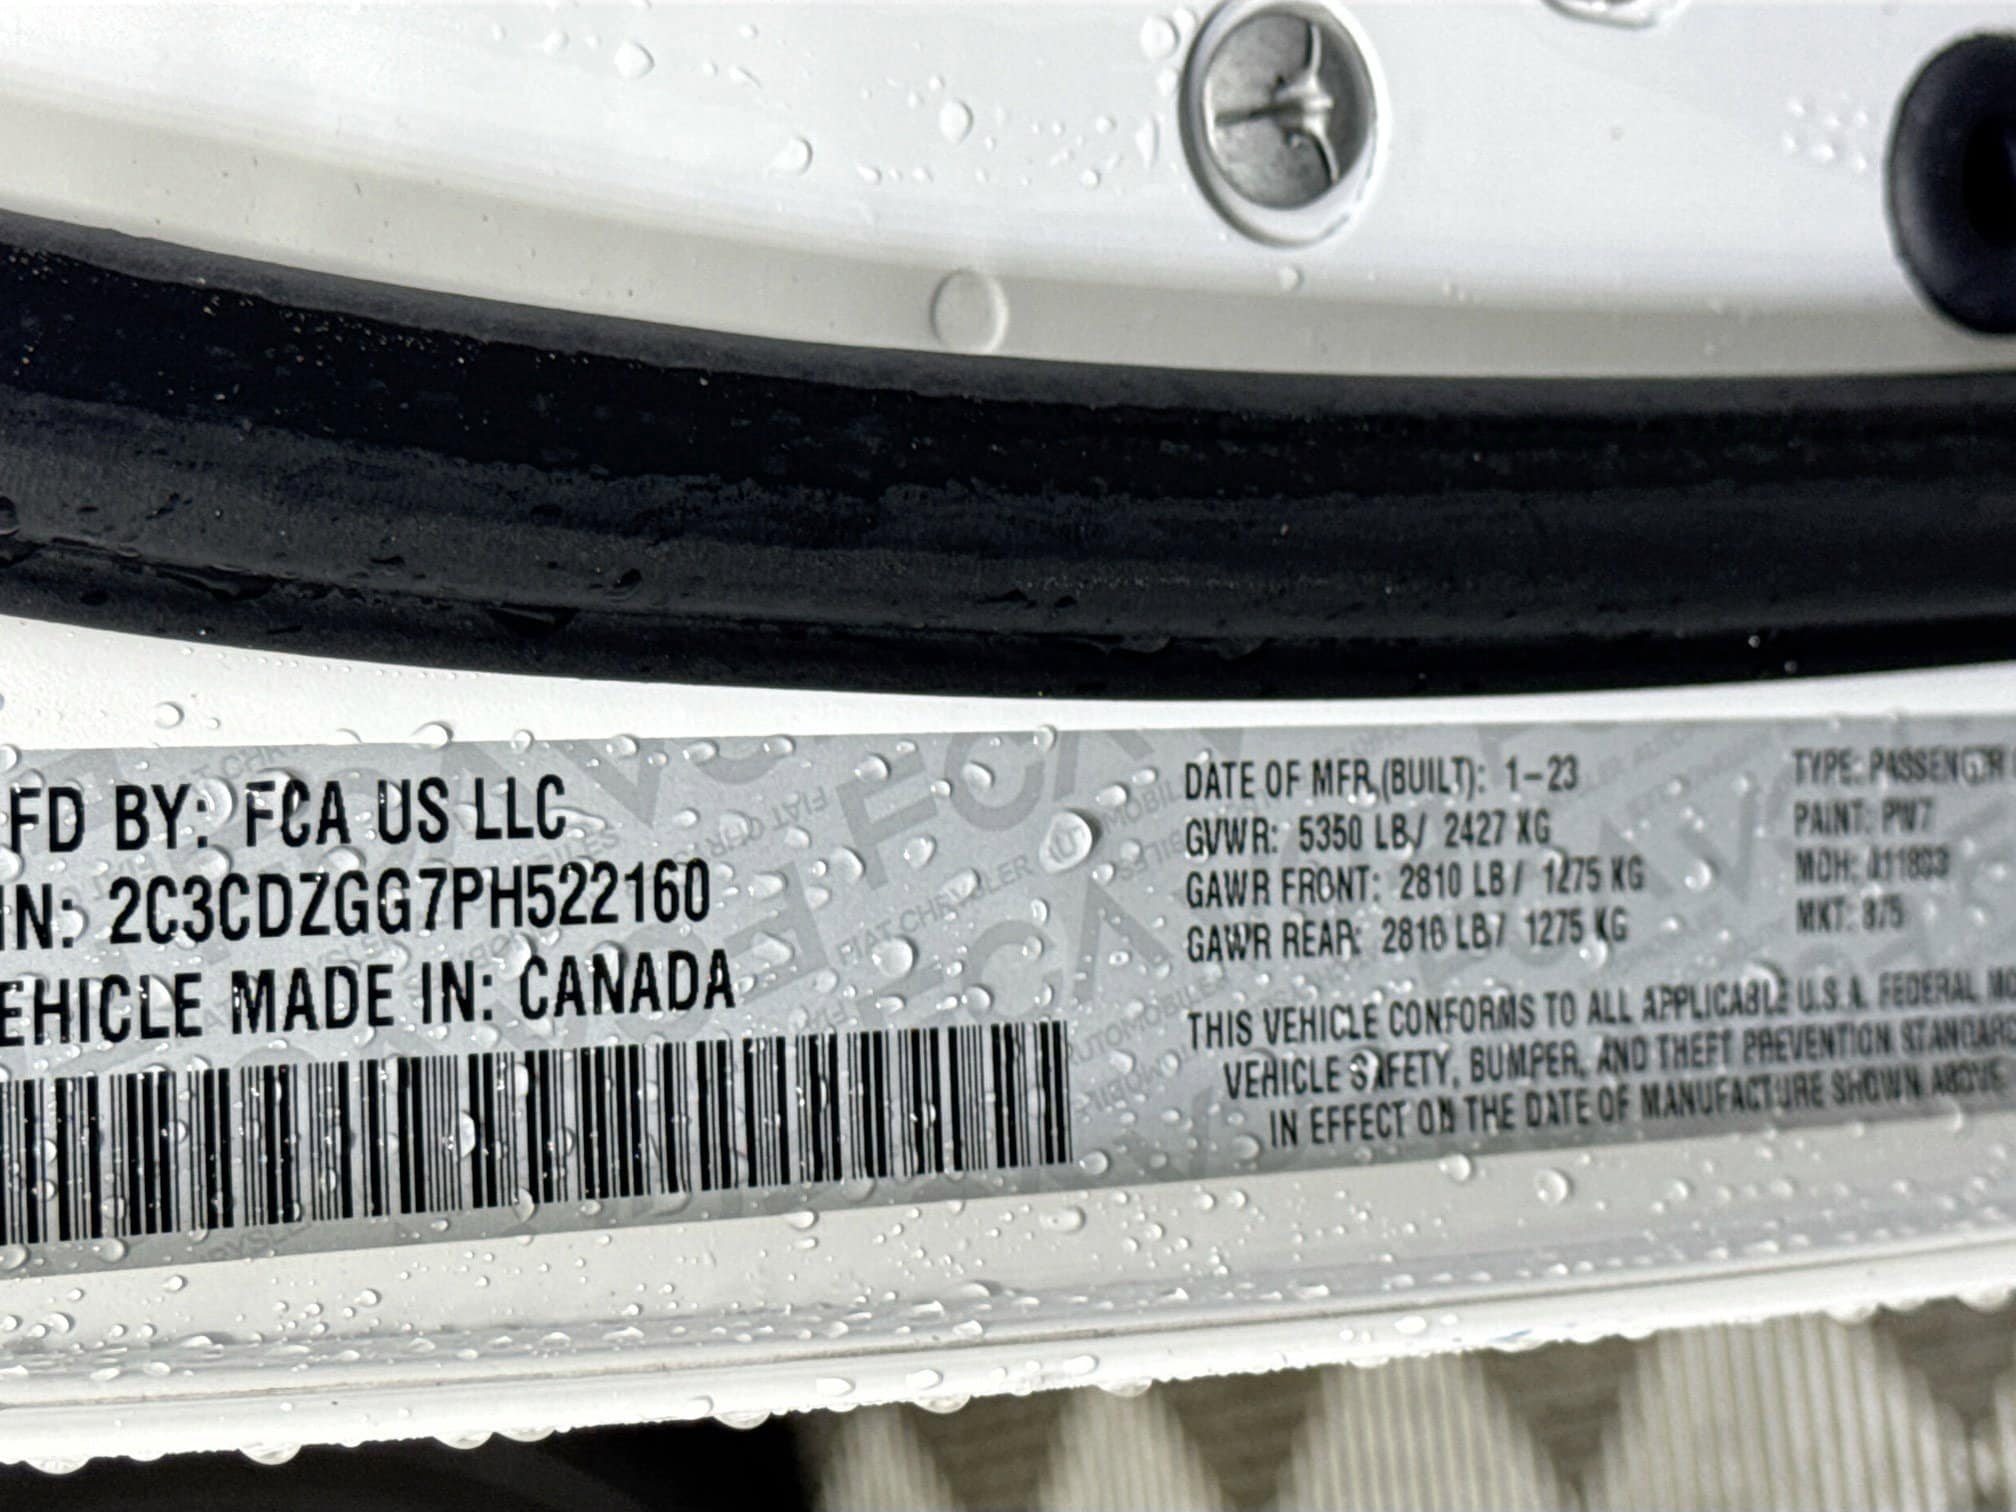 FD BY: FCA US LLC
IN: 2C3CDZGG7PH522160
EHICLE MADE IN: CANADA
DATE OF MFR.(BUILT): 1-23
GVWR: 5350 LB/ 2427 KG
GAWR FRONT: 2810 LB/ 1275 KG
GAWR REAR: 2810 LB/ 1275 KG
THIS VEHICLE CONFORMS TO ALL APPLICABLE U.S.A. FEDERAL
VEHICLE SAFETY, BUMPER, AND THEFT PREVENTION STANDAR
IN EFFECT ON THE DATE OF MANUFACTURE SHOWN ABOVE
TYPE: PASSENGER
PAINT: PW7
MDH:
MKT: